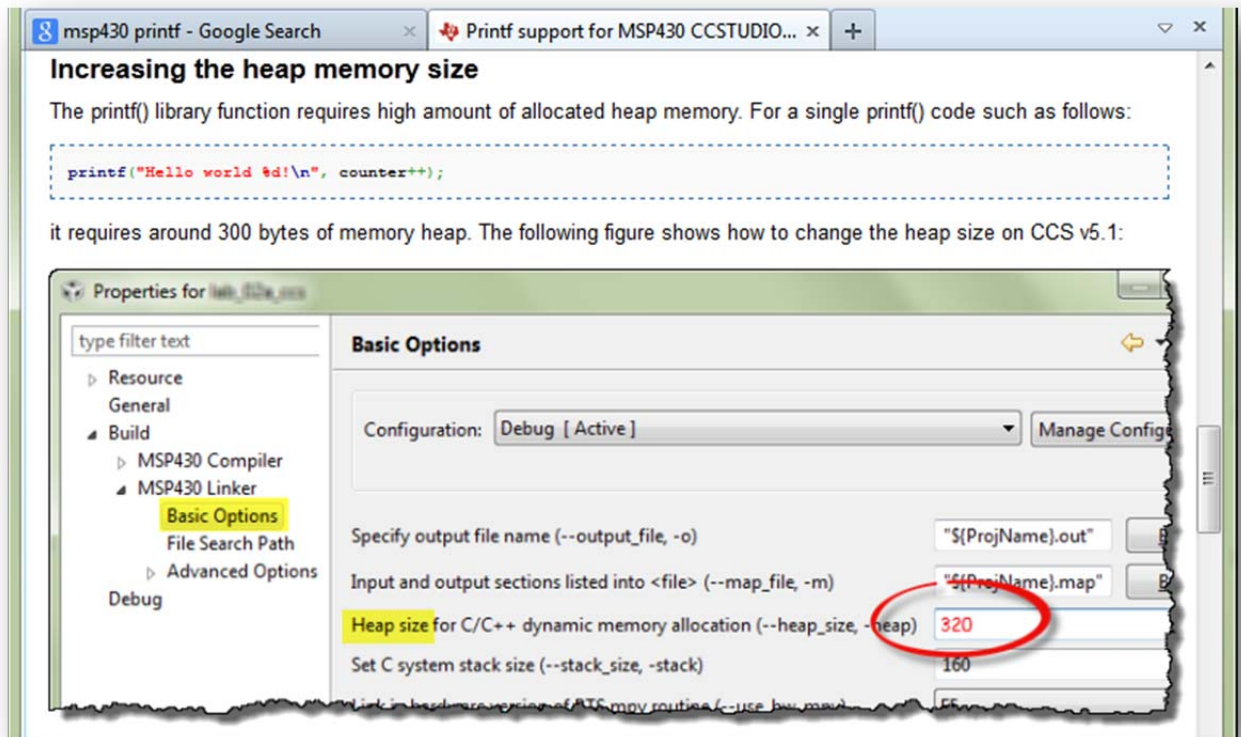 msp430 printf - Google Search
Printf support for MSP430 CCSTUDIO...
Increasing the heap memory size
The printf() library function requires high amount of allocated heap memory. For a single printf() code such as follows:
printf("Hello world %d!\n", counter++);
it requires around 300 bytes of memory heap. The following figure shows how to change the heap size on CCS v5.1:
Properties for
type filter text
Basic Options
Resource
General
Build
MSP430 Compiler
MSP430 Linker
Basic Options
File Search Path
Advanced Options
Debug
Configuration: Debug [ Active ]
Manage Config
Specify output file name (--output_file, -o) "${ProjName}.out"
Input and output sections listed into <file> (--map_file, -m) "${ProjName}.map"
Heap size for C/C++ dynamic memory allocation (--heap_size, -heap) 320
Set C system stack size (--stack_size, -stack) 160